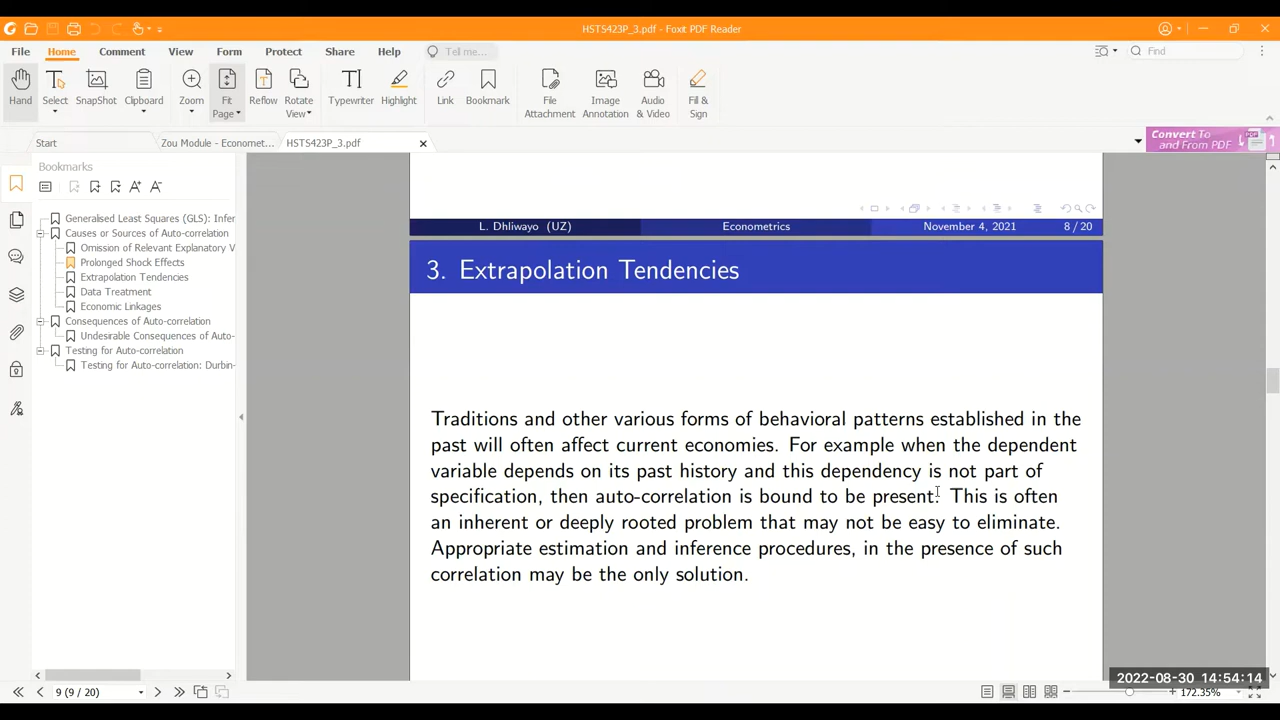 HSTS423P_3.pdf - Foxit PDF Reader
File Home Comment View Form Protect Share Help Tell me... Find
Hand Select SnapShot Clipboard Zoom Fit Page Reflow Rotate View Typewriter Highlight Link Bookmark File Attachment Image Annotation Audio & Video Fill & Sign
Start Zou Module - Economet... HSTS423P_3.pdf
Convert To
and From PDF
Bookmarks
Generalised Least Squares (GLS): Infer
Causes or Sources of Auto-correlation
Omission of Relevant Explanatory V
Prolonged Shock Effects
Extrapolation Tendencies
Data Treatment
Economic Linkages
Consequences of Auto-correlation
Undesirable Consequences of Auto-
Testing for Auto-correlation
Testing for Auto-correlation: Durbin-
L. Dhliwayo (UZ) Econometrics November 4, 2021 8 / 20
3. Extrapolation Tendencies
Traditions and other various forms of behavioral patterns established in the
past will often affect current economies. For example when the dependent
variable depends on its past history and this dependency is not part of
specification, then auto-correlation is bound to be present. This is often
an inherent or deeply rooted problem that may not be easy to eliminate.
Appropriate estimation and inference procedures, in the presence of such
correlation may be the only solution.
2022-08-30 14:54:14
9 (9 / 20) 172.35%